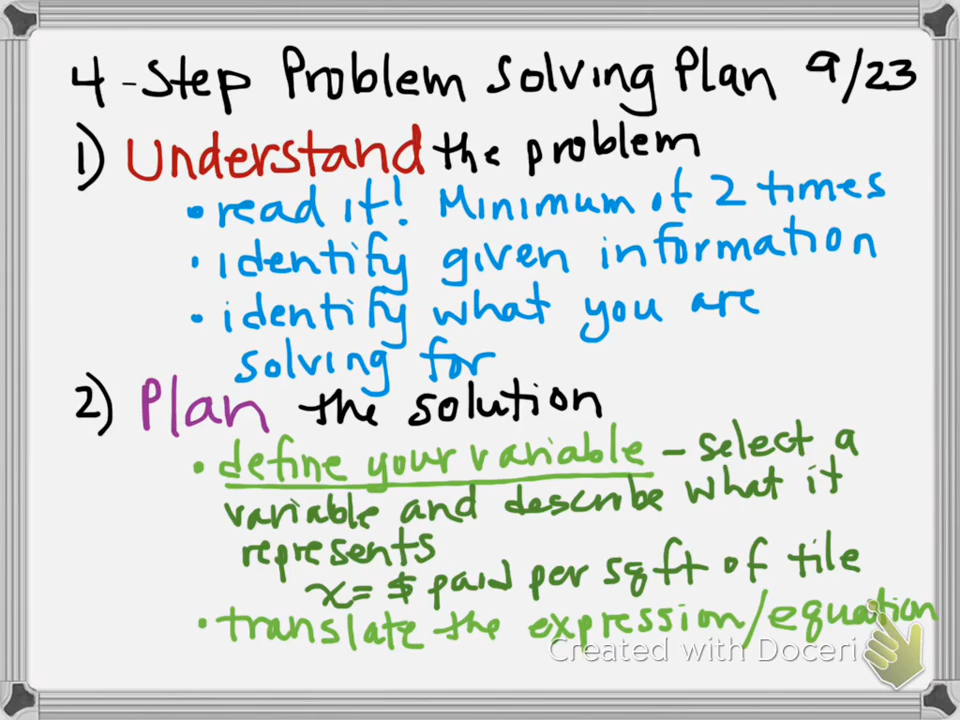 4-Step Problem Solving Plan 9/23
1) Understand the problem
• read it! Minimum of 2 times
• identify given information
• identify what you are
solving for
2) Plan the solution
• define your variable – select a
variable and describe what it
represents
x = $ paid per sq ft of tile
• translate the expression/equation
Created with Doceri